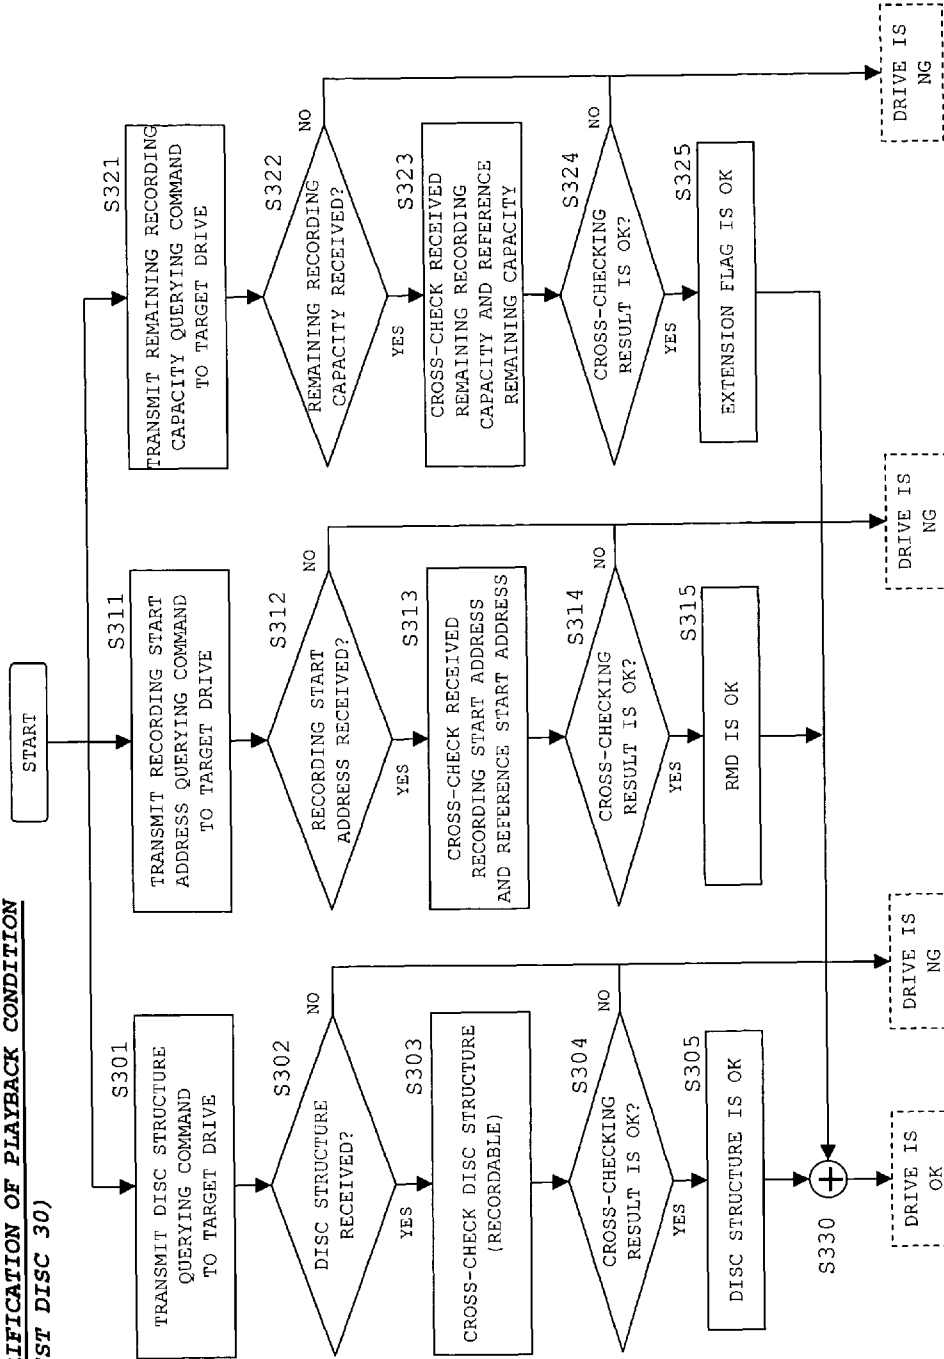 RIFICATION OF PLAYBACK CONDITION
ST DISC 30)
START
S301
TRANSMIT DISC STRUCTURE
QUERYING COMMAND
TO TARGET DRIVE
S302
DISC STRUCTURE
RECEIVED?
NO
YES
S303
CROSS-CHECK DISC STRUCTURE
(RECORDABLE)
S304
CROSS-CHECKING
RESULT IS OK?
NO
YES
S305
DISC STRUCTURE IS OK
S330
+
DRIVE IS
OK
DRIVE IS
NG
S311
TRANSMIT RECORDING START
ADDRESS QUERYING COMMAND
TO TARGET DRIVE
S312
RECORDING START
ADDRESS RECEIVED?
NO
YES
S313
CROSS-CHECK RECEIVED
RECORDING START ADDRESS
AND REFERENCE START ADDRESS
S314
CROSS-CHECKING
RESULT IS OK?
NO
YES
S315
RMD IS OK
DRIVE IS
NG
S321
TRANSMIT REMAINING RECORDING
CAPACITY QUERYING COMMAND
TO TARGET DRIVE
S322
REMAINING RECORDING
CAPACITY RECEIVED?
NO
YES
S323
CROSS-CHECK RECEIVED
REMAINING RECORDING
CAPACITY AND REFERENCE
REMAINING CAPACITY
S324
CROSS-CHECKING
RESULT IS OK?
NO
YES
S325
EXTENSION FLAG IS OK
DRIVE IS
NG